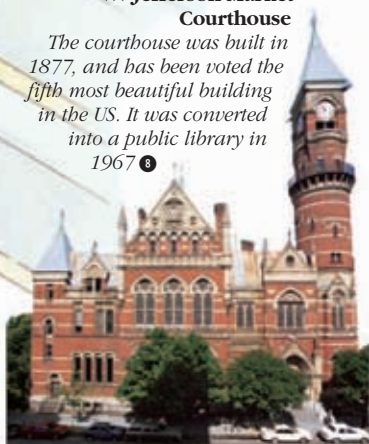 Courthouse
The courthouse was built in
1877, and has been voted the
fifth most beautiful building
in the US. It was converted
into a public library in
1967 8